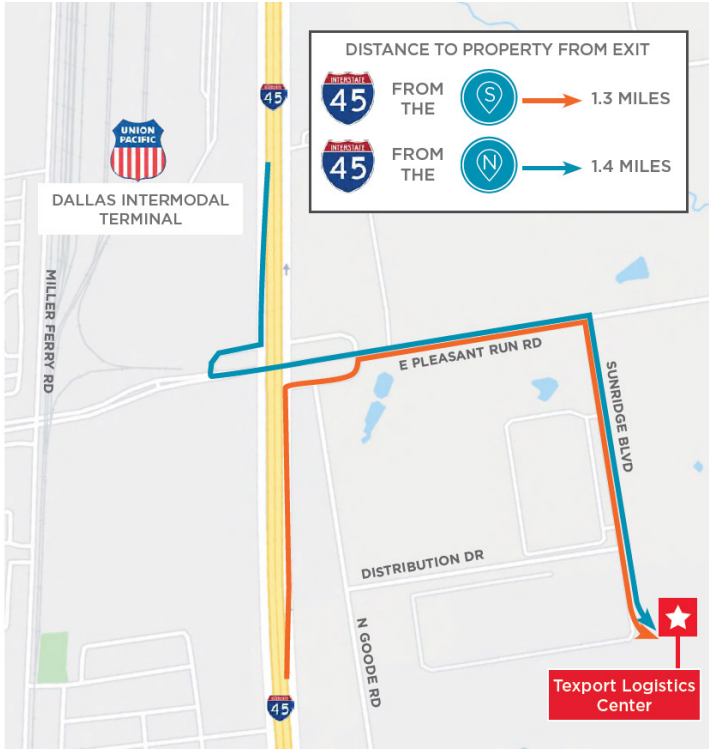 DISTANCE TO PROPERTY FROM EXIT
INTERSTATE
45
FROM
THE
S
1.3 MILES
INTERSTATE
45
FROM
THE
N
1.4 MILES
45
UNION
PACIFIC
DALLAS INTERMODAL
TERMINAL
MILLER FERRY RD
E PLEASANT RUN RD
SUNRIDGE BLVD
DISTRIBUTION DR
N GOODE RD
45
Texport Logistics
Center